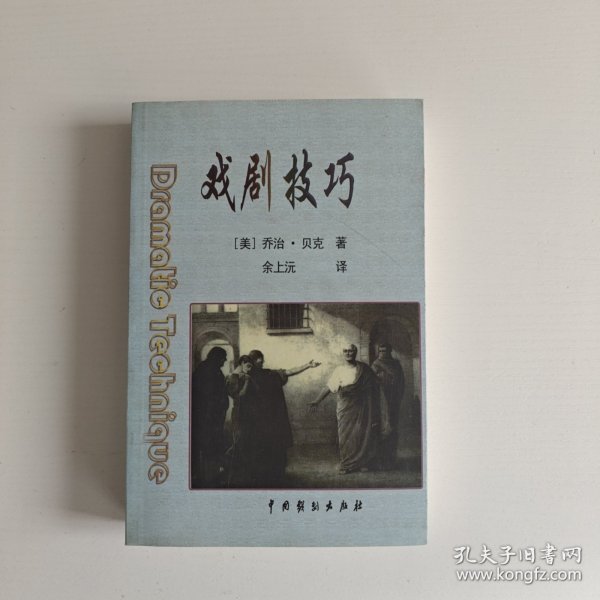 戏剧技巧
Dramatic Technique
[美] 乔治·贝克 著
余上沅 译
中国戏剧出版社
孔夫子旧书网
www.kongfz.com